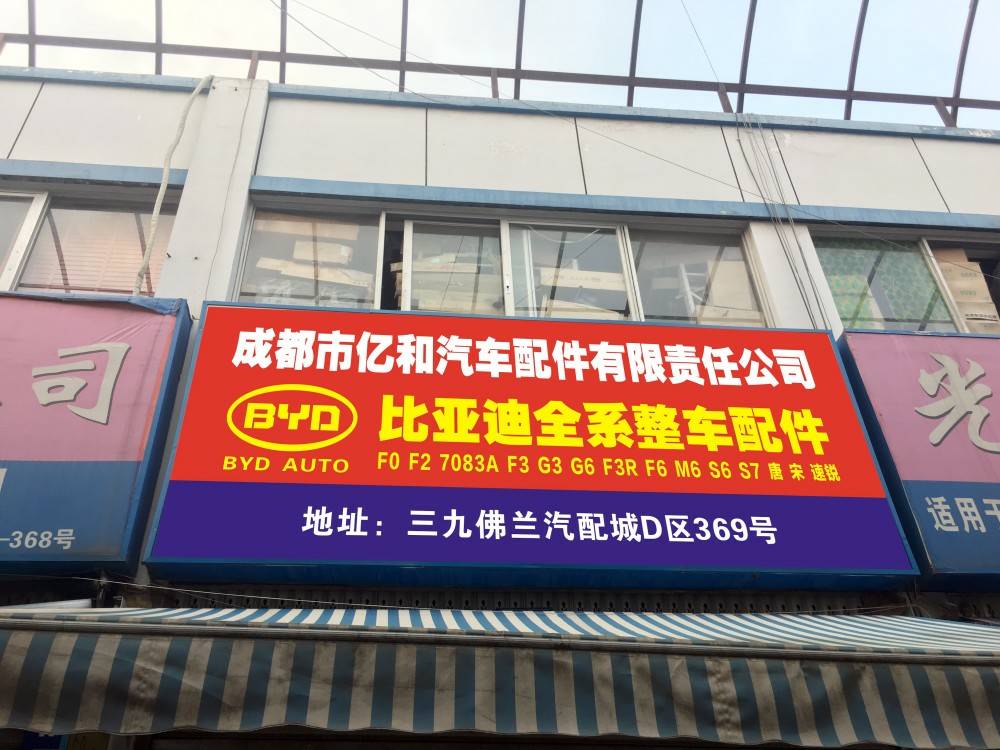 成都市亿和汽车配件有限责任公司
BYD
BYD AUTO
比亚迪全系整车配件
F0 F2 7083A F3 G3 G6 F3R F6 M6 S6 S7 唐 宋 速锐
地址：三九佛兰汽配城D区369号
司
-368号
光
适用于